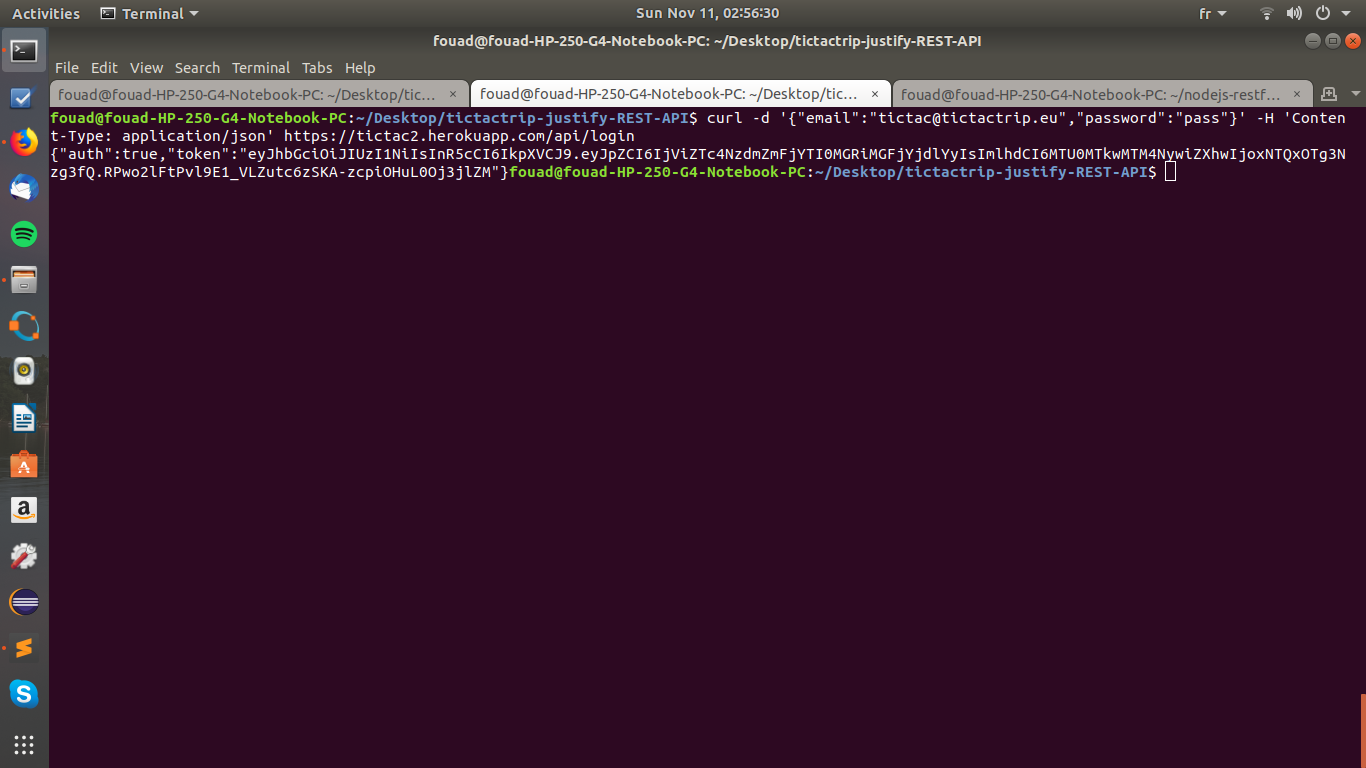 Activities Terminal Sun Nov 11, 02:56:30 fr
fouad@fouad-HP-250-G4-Notebook-PC: ~/Desktop/tictactrip-justify-REST-API
File Edit View Search Terminal Tabs Help
fouad@fouad-HP-250-G4-Notebook-PC: ~/Desktop/tic... × fouad@fouad-HP-250-G4-Notebook-PC: ~/Desktop/tic... × fouad@fouad-HP-250-G4-Notebook-PC: ~/nodejs-restf... ×
fouad@fouad-HP-250-G4-Notebook-PC:~/Desktop/tictactrip-justify-REST-API$ curl -d '{"email":"tictac@tictactrip.eu","password":"pass"}' -H 'Conten
t-Type: application/json' https://tictac2.herokuapp.com/api/login
{"auth":true,"token":"eyJhbGciOiJIUzI1NiIsInR5cCI6IkpXVCJ9.eyJpZCI6IjViZTc4NzdmZmFjYTI0MGRiMGFjYjdlYyIsImlhdCI6MTU0MTkwMTM4NywiZXhwIjoxNTQxOTg3N
zg3fQ.RPwo2lFtPvl9E1_VLZutc6zSKA-zcpiOHuL0Oj3jlZM"}fouad@fouad-HP-250-G4-Notebook-PC:~/Desktop/tictactrip-justify-REST-API$